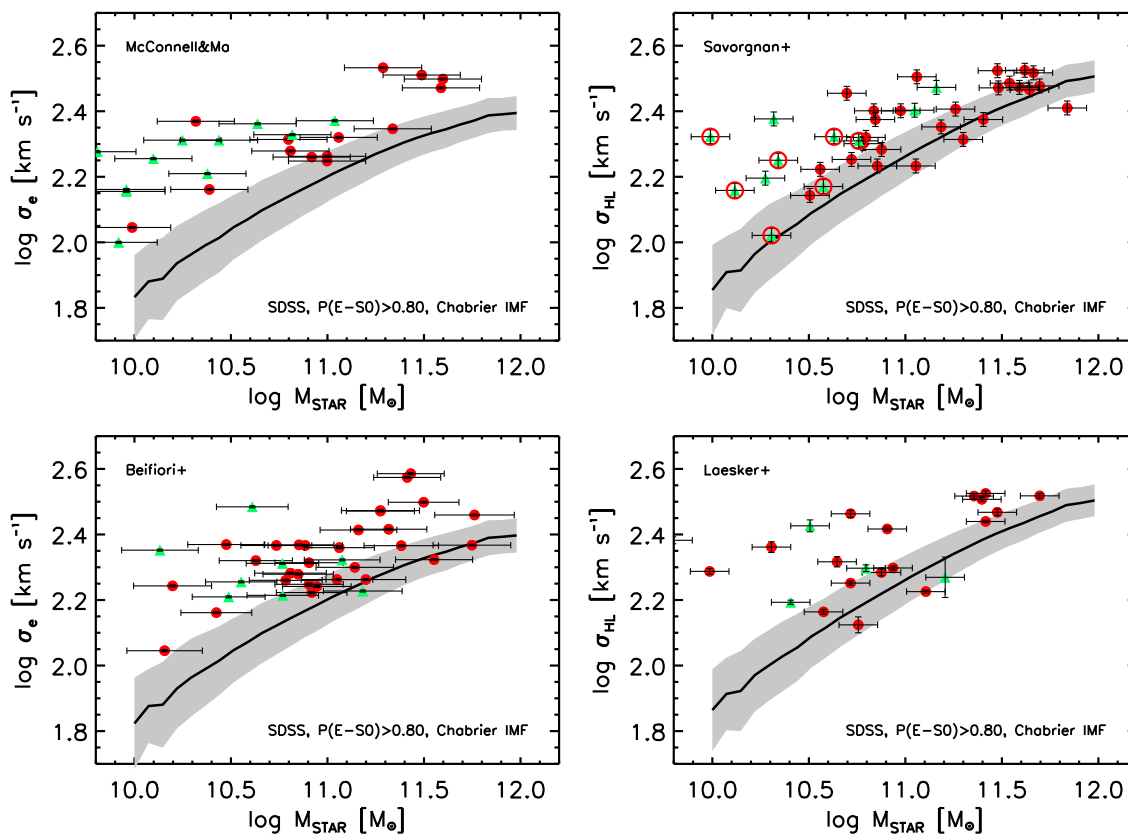 McConnell&Ma
2.6
2.4
2.2
2.0
1.8
log σe [km s⁻¹]
SDSS, P(E-S0)>0.80, Chabrier IMF
10.0 10.5 11.0 11.5 12.0
log MSTAR [M⊙]
Savorgnan+
2.6
2.4
2.2
2.0
1.8
log σHL [km s⁻¹]
SDSS, P(E-S0)>0.80, Chabrier IMF
10.0 10.5 11.0 11.5 12.0
log MSTAR [M⊙]
Beifiori+
2.6
2.4
2.2
2.0
1.8
log σe [km s⁻¹]
SDSS, P(E-S0)>0.80, Chabrier IMF
10.0 10.5 11.0 11.5 12.0
log MSTAR [M⊙]
Laesker+
2.6
2.4
2.2
2.0
1.8
log σHL [km s⁻¹]
SDSS, P(E-S0)>0.80, Chabrier IMF
10.0 10.5 11.0 11.5 12.0
log MSTAR [M⊙]